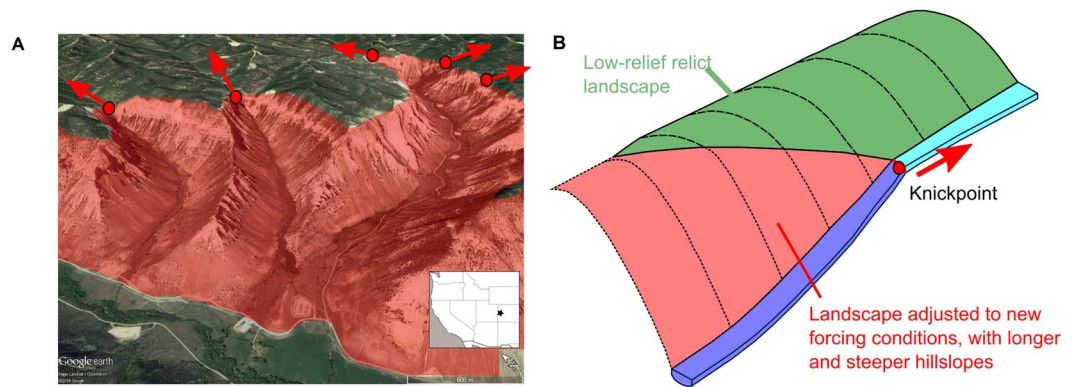 A
B
Low-relief relict
landscape
Knickpoint
Landscape adjusted to new
forcing conditions, with longer
and steeper hillslopes
Google earth
600 m